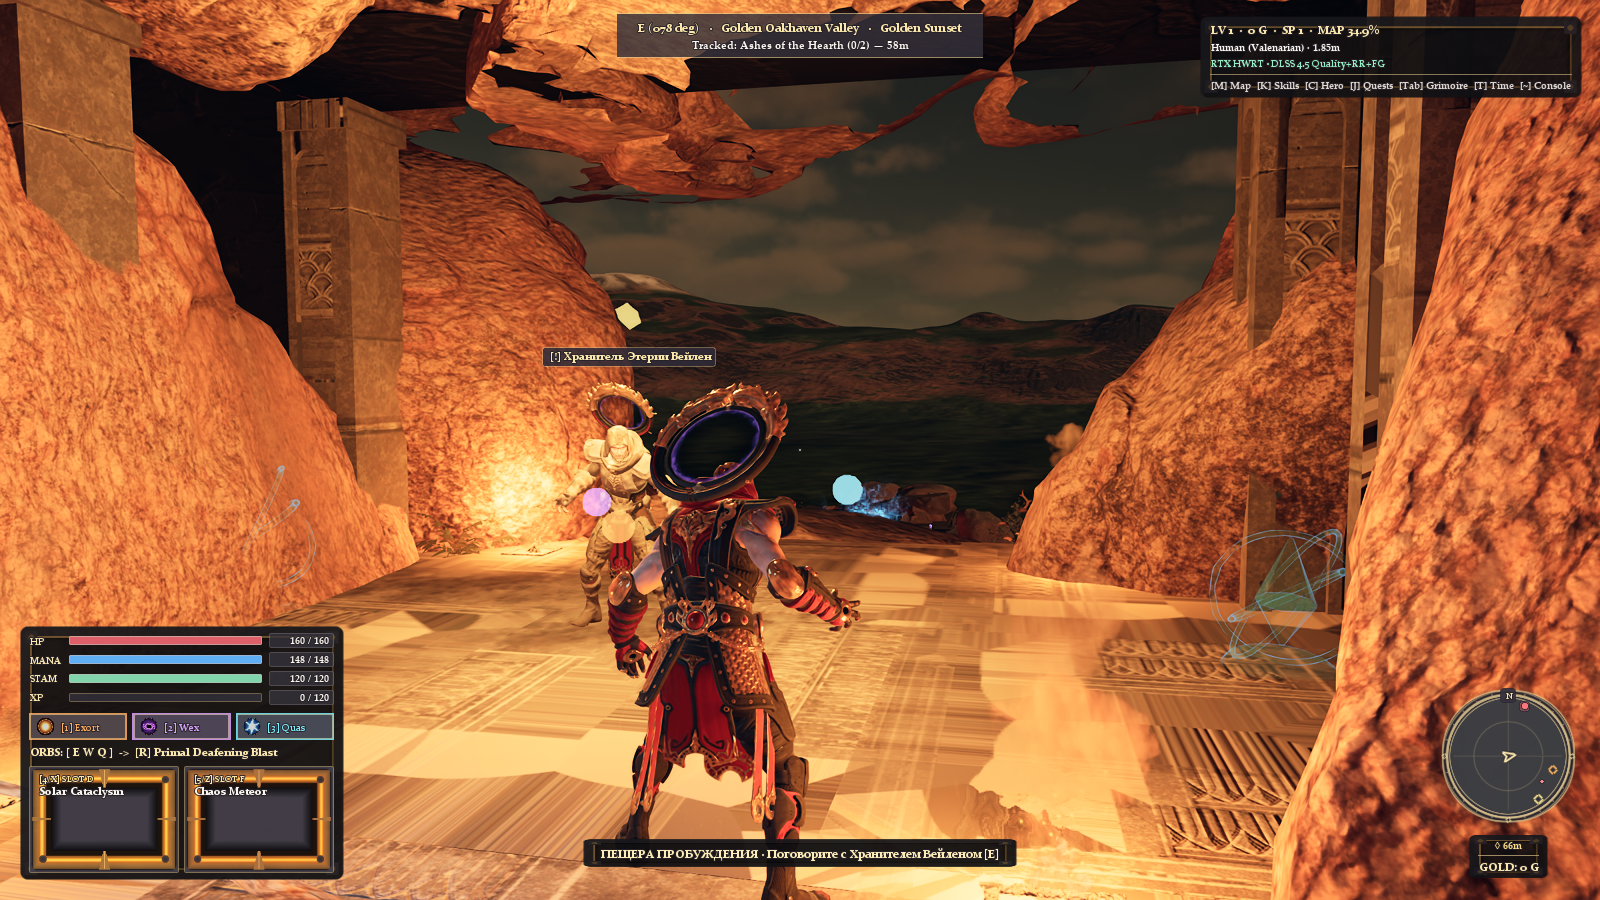 E (078 deg) · Golden Oakhaven Valley · Golden Sunset
Tracked: Ashes of the Hearth (0/2) — 58m
LV 1 · 0 G · SP 1 · MAP 34.9%
Human (Valenarian) · 1.85m
RTX HWRT · DLSS 4.5 Quality+RR+FG
[M] Map [K] Skills [C] Hero [J] Quests [Tab] Grimoire [T] Time [~] Console
[!] Хранитель Этерии Вейлен
HP 160 / 160
MANA 148 / 148
STAM 120 / 120
XP 0 / 120
[1] Exort [2] Wex [3] Quas
ORBS: [ E W Q ] -> [R] Primal Deafening Blast
[4/X] SLOT D [5/Z] SLOT F
Solar Cataclysm Chaos Meteor
ПЕЩЕРА ПРОБУЖДЕНИЯ · Поговорите с Хранителем Вейленом [E]
N
◊ 66m
GOLD: 0 G